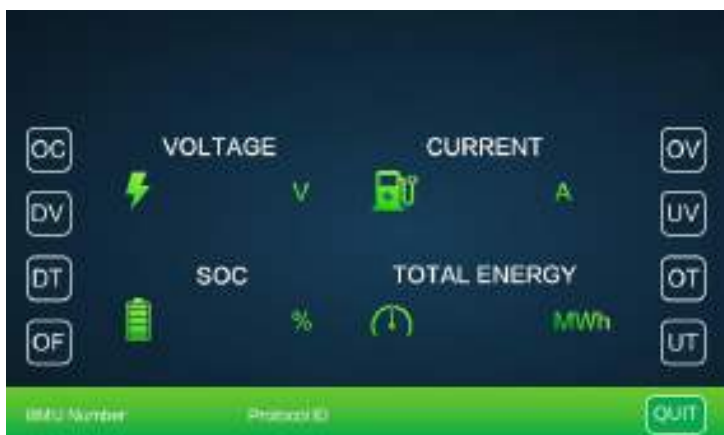 OC VOLTAGE CURRENT OV
V A
DV UV
DT SOC TOTAL ENERGY OT
% MWh
OF UT
BMU Number Protocol ID QUIT